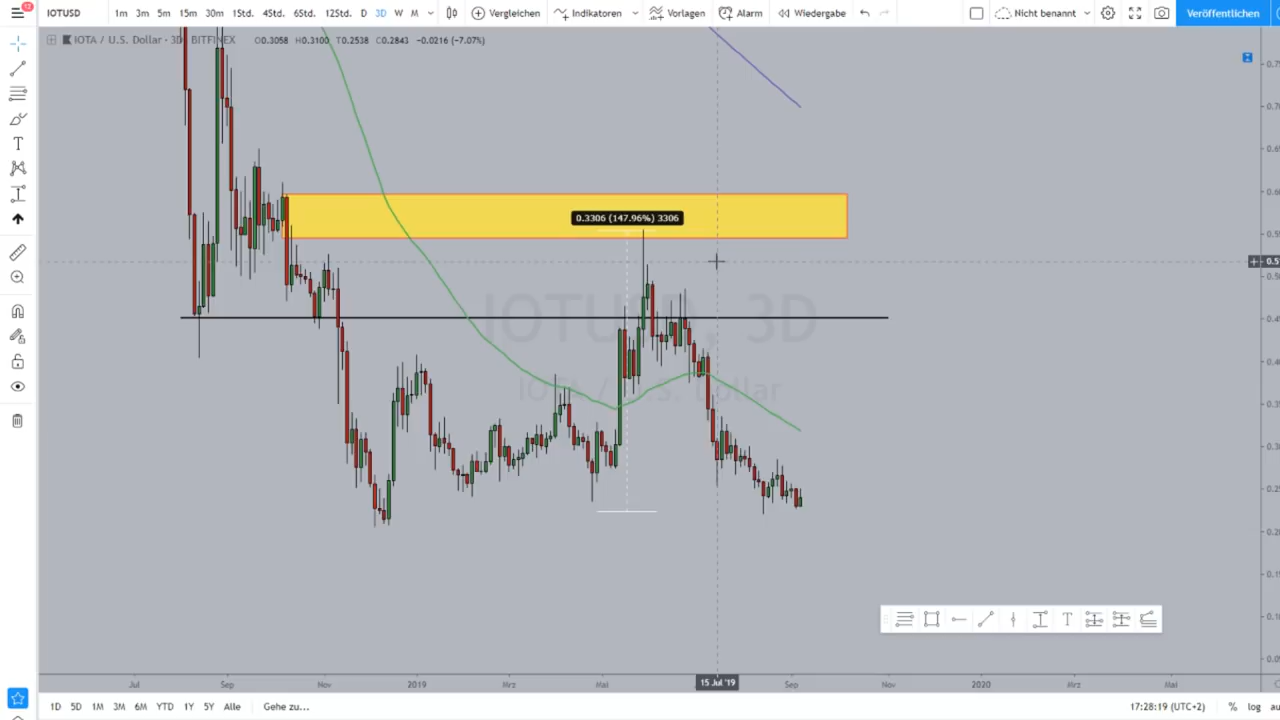 12
IOTUSD 1m 3m 5m 15m 30m 1Std. 4Std. 6Std. 12Std. D 3D W M Vergleichen Indikatoren Vorlagen Alarm Wiedergabe Nicht benannt Veröffentlichen
IOTA / U.S. Dollar · 3D · BITFINEX O0.3058 H0.3100 T0.2538 C0.2843 −0.0216 (−7.07%)
0.3306 (147.96%) 3306
IOTUSD, 3D
IOTA / U.S. Dollar
Jul Sep Nov 2019 Mrz Mai 15 Jul '19 Sep Nov 2020 Mrz Mai
1D 5D 1M 3M 6M YTD 1Y 5Y Alle Gehe zu... 17:28:19 (UTC+2) % log